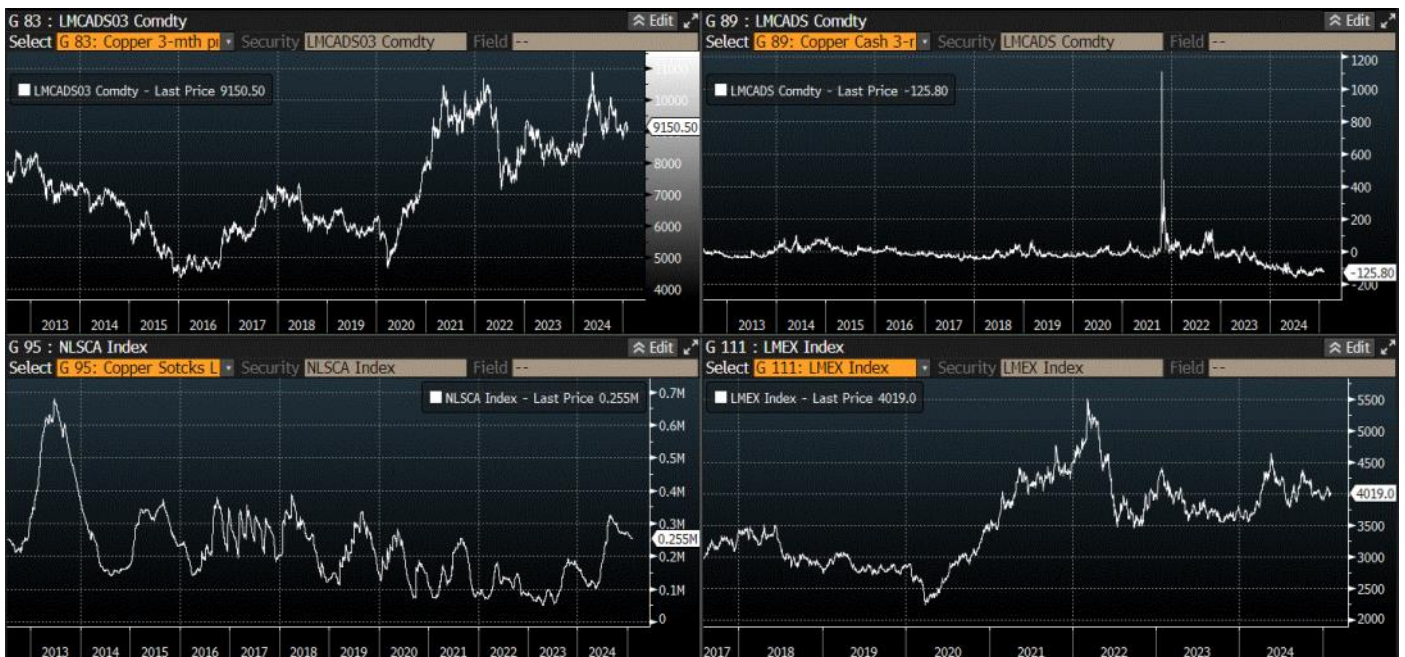 G 83 : LMCADS03 Comdty
Edit
Select G 83: Copper 3-mth pr Security LMCADS03 Comdty Field --
LMCADS03 Comdty - Last Price 9150.50
11000
10000
9150.50
8000
7000
6000
5000
4000
2013 2014 2015 2016 2017 2018 2019 2020 2021 2022 2023 2024
G 89 : LMCADS Comdty
Edit
Select G 89: Copper Cash 3-r Security LMCADS Comdty Field --
LMCADS Comdty - Last Price -125.80
1200
1000
800
600
400
200
0
-125.80
-200
2013 2014 2015 2016 2017 2018 2019 2020 2021 2022 2023 2024
G 95 : NLSCA Index
Edit
Select G 95: Copper Sotcks L Security NLSCA Index Field --
NLSCA Index - Last Price 0.255M
0.7M
0.6M
0.5M
0.4M
0.3M
0.255M
0.2M
0.1M
0
2013 2014 2015 2016 2017 2018 2019 2020 2021 2022 2023 2024
G 111 : LMEX Index
Edit
Select G 111: LMEX Index Security LMEX Index Field --
LMEX Index - Last Price 4019.0
5500
5000
4500
4019.0
3500
3000
2500
2000
2017 2018 2019 2020 2021 2022 2023 2024